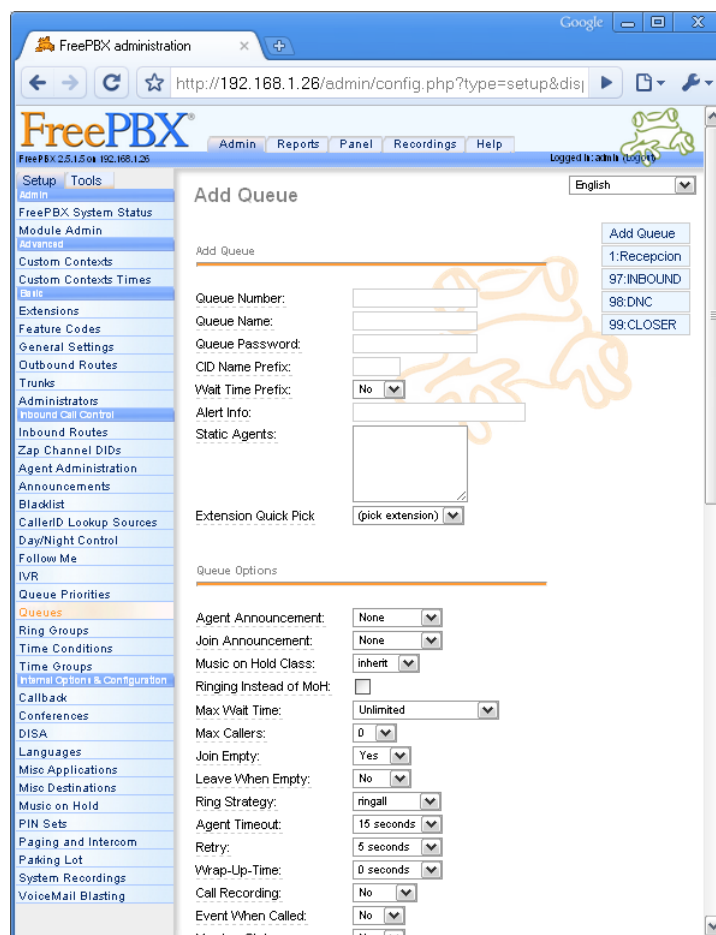 Google
FreePBX administration
http://192.168.1.26/admin/config.php?type=setup&disp
FreePBX®
Admin Reports Panel Recordings Help
FreePBX 2.5.1.5 on 192.168.1.26
Logged in: admin (Logout)
Setup Tools
English
Admin
FreePBX System Status
Module Admin
Advanced
Custom Contexts
Custom Contexts Times
Basic
Extensions
Feature Codes
General Settings
Outbound Routes
Trunks
Administrators
Inbound Call Control
Inbound Routes
Zap Channel DIDs
Agent Administration
Announcements
Blacklist
CallerID Lookup Sources
Day/Night Control
Follow Me
IVR
Queue Priorities
Queues
Ring Groups
Time Conditions
Time Groups
Internal Options & Configuration
Callback
Conferences
DISA
Languages
Misc Applications
Misc Destinations
Music on Hold
PIN Sets
Paging and Intercom
Parking Lot
System Recordings
VoiceMail Blasting
Add Queue
Add Queue
Queue Number:
Queue Name:
Queue Password:
CID Name Prefix:
Wait Time Prefix: No
Alert Info:
Static Agents:
Extension Quick Pick (pick extension)
Queue Options
Agent Announcement: None
Join Announcement: None
Music on Hold Class: inherit
Ringing Instead of MoH:
Max Wait Time: Unlimited
Max Callers: 0
Join Empty: Yes
Leave When Empty: No
Ring Strategy: ringall
Agent Timeout: 15 seconds
Retry: 5 seconds
Wrap-Up-Time: 0 seconds
Call Recording: No
Event When Called: No
Add Queue
1:Recepcion
97:INBOUND
98:DNC
99:CLOSER